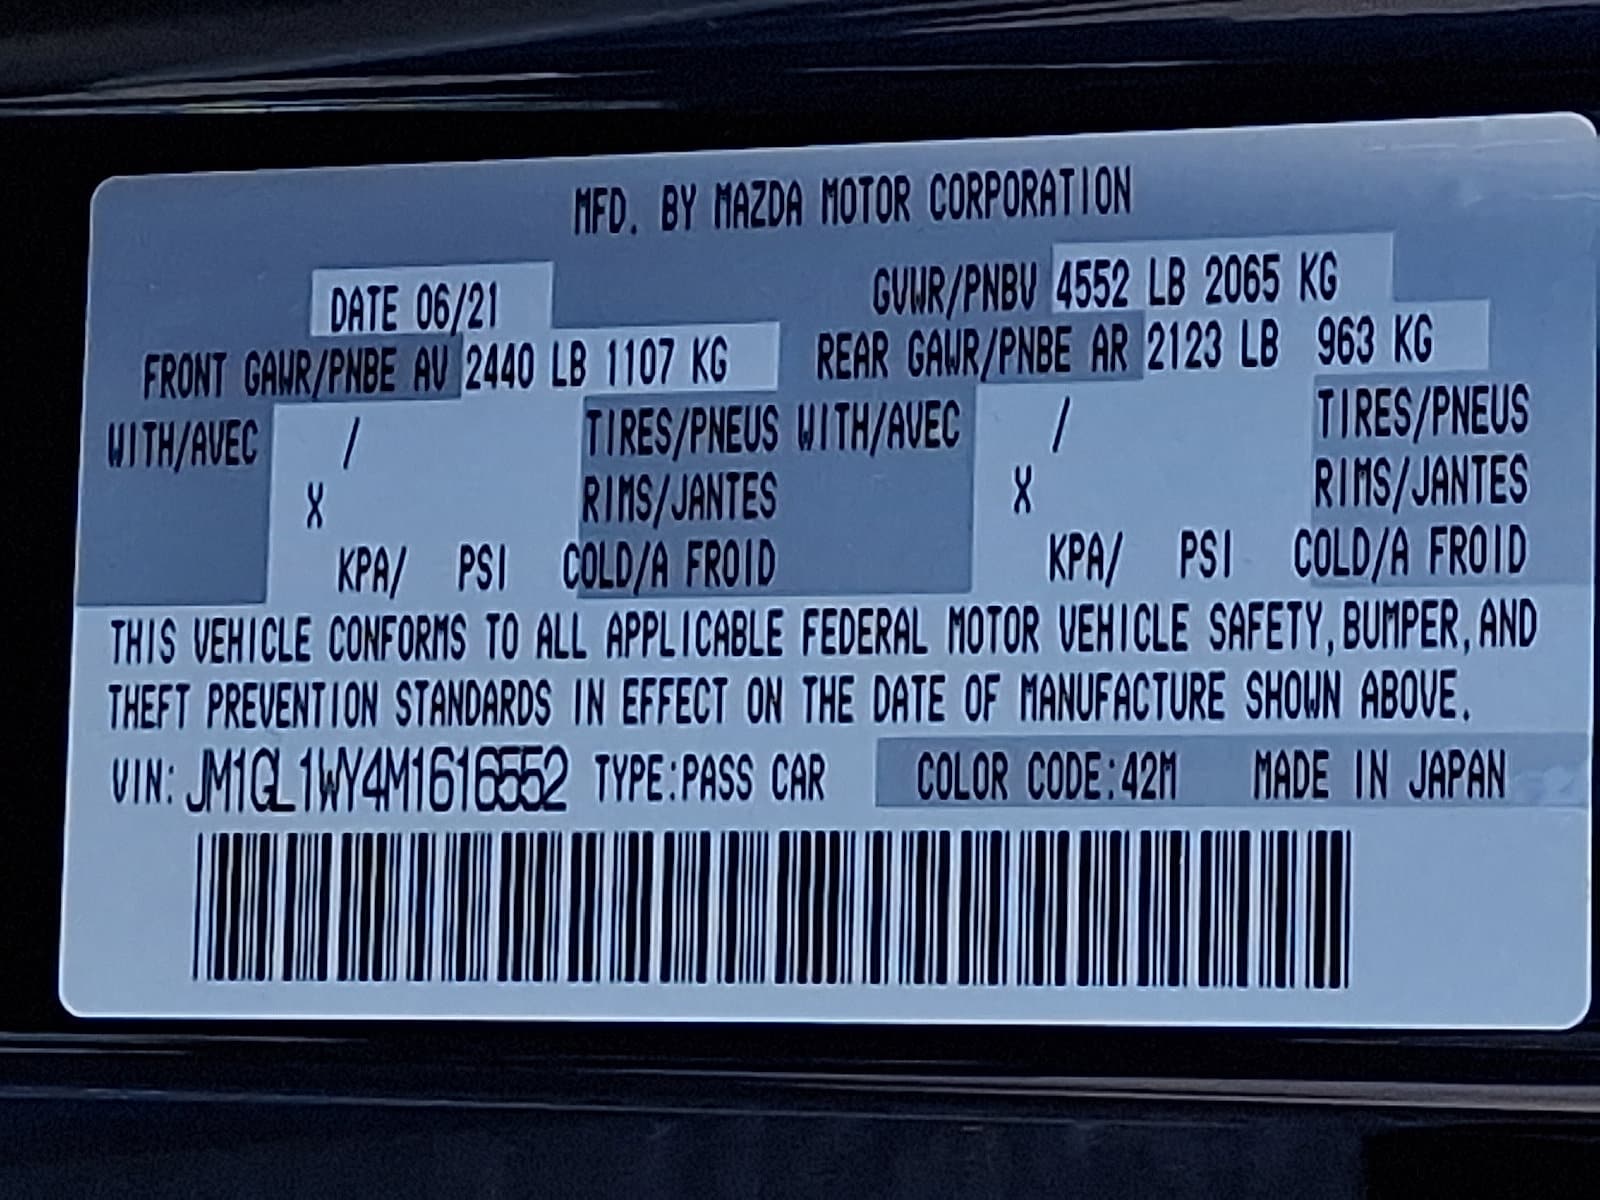 MFD. BY MAZDA MOTOR CORPORATION
DATE 06/21 GVWR/PNBV 4552 LB 2065 KG
FRONT GAWR/PNBE AV 2440 LB 1107 KG REAR GAWR/PNBE AR 2123 LB 963 KG
WITH/AVEC / TIRES/PNEUS WITH/AVEC / TIRES/PNEUS
X RIMS/JANTES X RIMS/JANTES
KPA/ PSI COLD/A FROID KPA/ PSI COLD/A FROID
THIS VEHICLE CONFORMS TO ALL APPLICABLE FEDERAL MOTOR VEHICLE SAFETY, BUMPER, AND
THEFT PREVENTION STANDARDS IN EFFECT ON THE DATE OF MANUFACTURE SHOWN ABOVE.
VIN: JM1GL1WY4M1616552 TYPE:PASS CAR COLOR CODE:42M MADE IN JAPAN